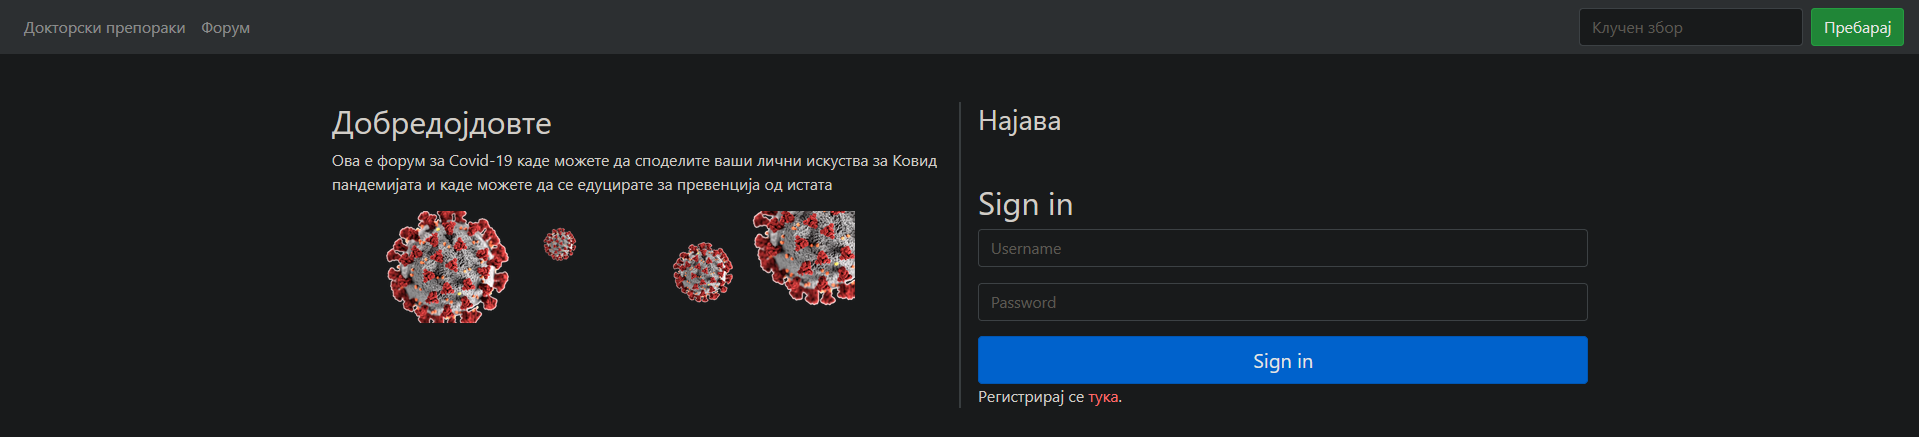 Докторски препораки Форум Клучен збор Пребарај
Добредојдовте
Ова е форум за Covid-19 каде можете да споделите ваши лични искуства за Ковид
пандемијата и каде можете да се едуцирате за превенција од истата
Најава
Sign in
Username
Password
Sign in
Регистрирај се тука.